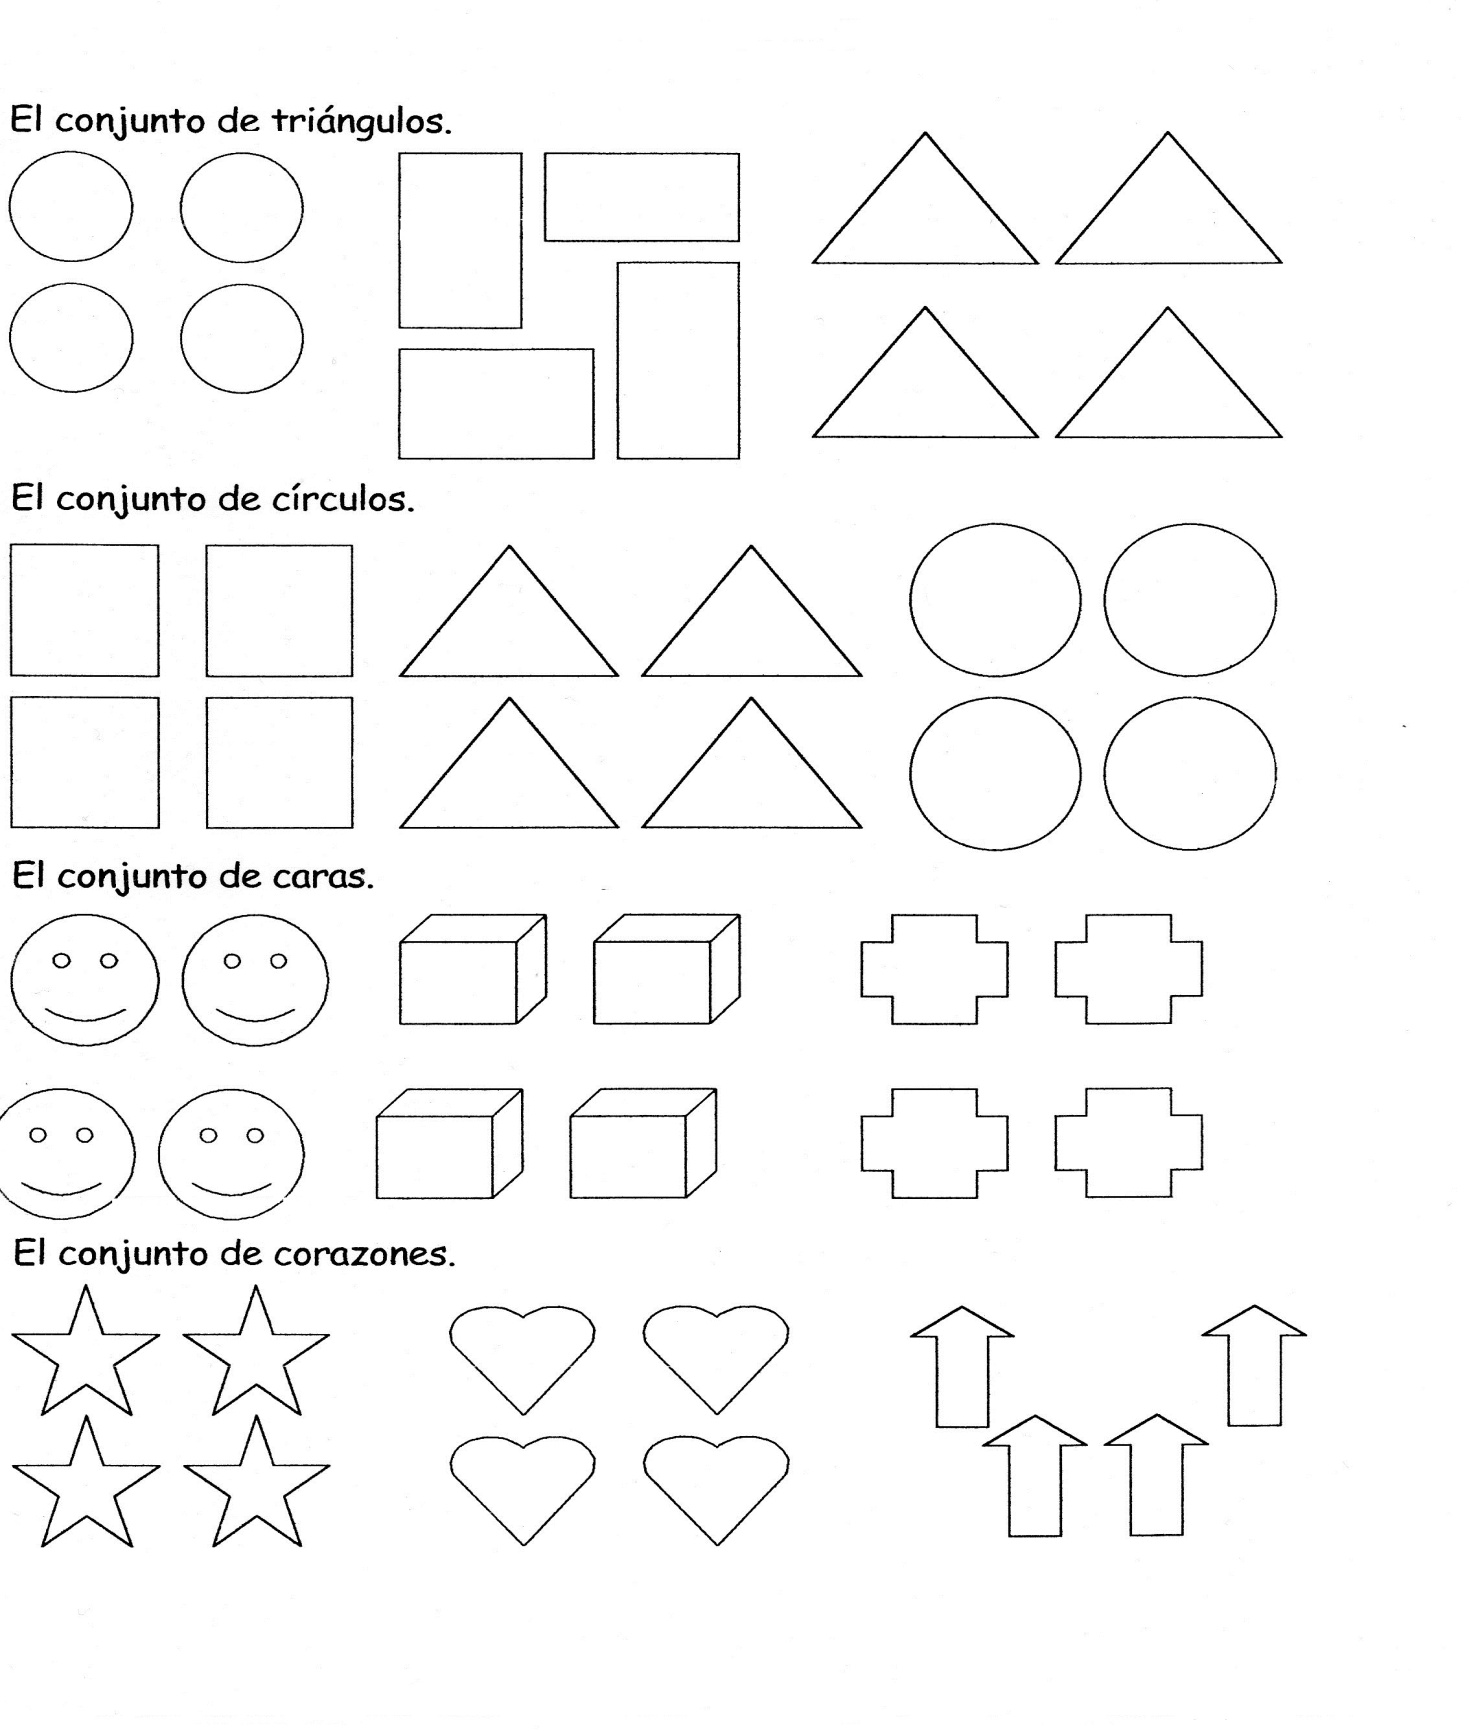 El conjunto de triángulos.
El conjunto de círculos.
El conjunto de caras.
El conjunto de corazones.